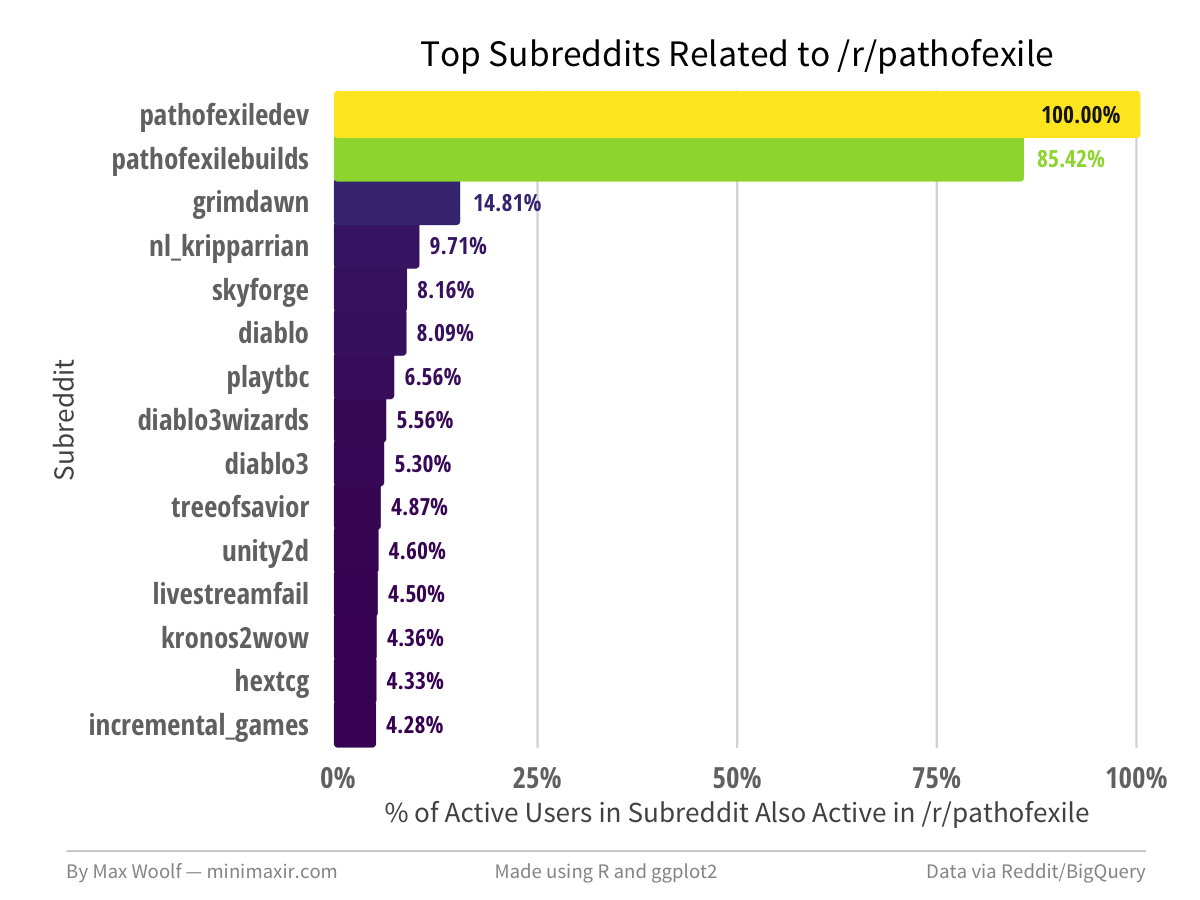 Top Subreddits Related to /r/pathofexile
pathofexiledev 100.00%
pathofexilebuilds 85.42%
grimdawn 14.81%
nl_kripparrian 9.71%
skyforge 8.16%
diablo 8.09%
playtbc 6.56%
diablo3wizards 5.56%
diablo3 5.30%
treeofsavior 4.87%
unity2d 4.60%
livestreamfail 4.50%
kronos2wow 4.36%
hextcg 4.33%
incremental_games 4.28%
Subreddit
0% 25% 50% 75% 100%
% of Active Users in Subreddit Also Active in /r/pathofexile
By Max Woolf — minimaxir.com Made using R and ggplot2 Data via Reddit/BigQuery